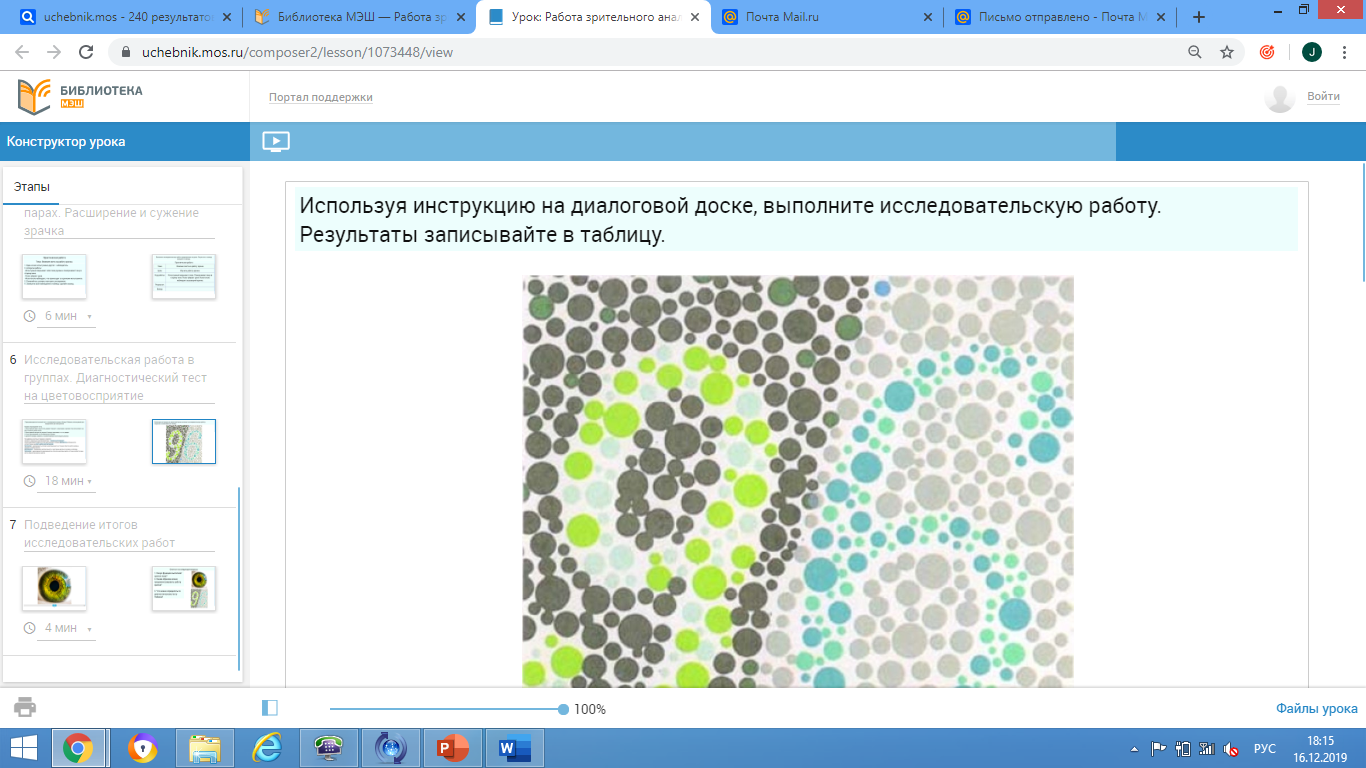 uchebnik.mos - 240 результатов
Библиотека МЭШ — Работа зр
Урок: Работа зрительного анал
Почта Mail.ru
Письмо отправлено - Почта M
uchebnik.mos.ru/composer2/lesson/1073448/view
J
БИБЛИОТЕКА
МЭШ
Портал поддержки
Войти
Конструктор урока
Этапы
парах. Расширение и сужение
зрачка
6 мин
6 Исследовательская работа в
группах. Диагностический тест
на цветовосприятие
18 мин
7 Подведение итогов
исследовательских работ
4 мин
Используя инструкцию на диалоговой доске, выполните исследовательскую работу.
Результаты записывайте в таблицу.
100%
Файлы урока
РУС
18:15
16.12.2019